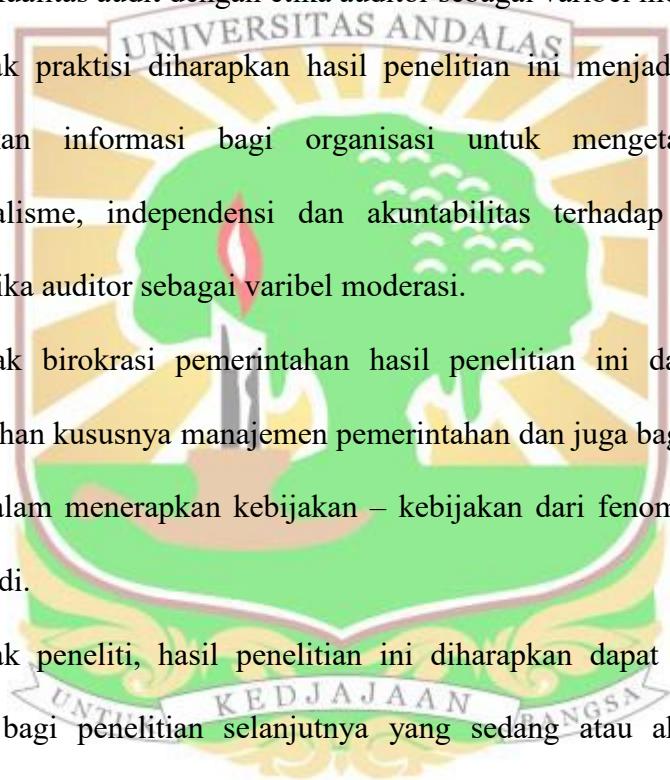 kualitas audit dengan etika auditor sebagai varibel
UNIVERSITAS ANDALAS
ak praktisi diharapkan hasil penelitian ini menjad
kan informasi bagi organisasi untuk mengeta
alisme, independensi dan akuntabilitas terhadap
ika auditor sebagai varibel moderasi.
ak birokrasi pemerintahan hasil penelitian ini da
han kususnya manajemen pemerintahan dan juga bag
alam menerapkan kebijakan – kebijakan dari fenom
di.
ak peneliti, hasil penelitian ini diharapkan dapat
UNTUK KEDJAJAAN BANGSA
bagi penelitian selanjutnya yang sedang atau ak